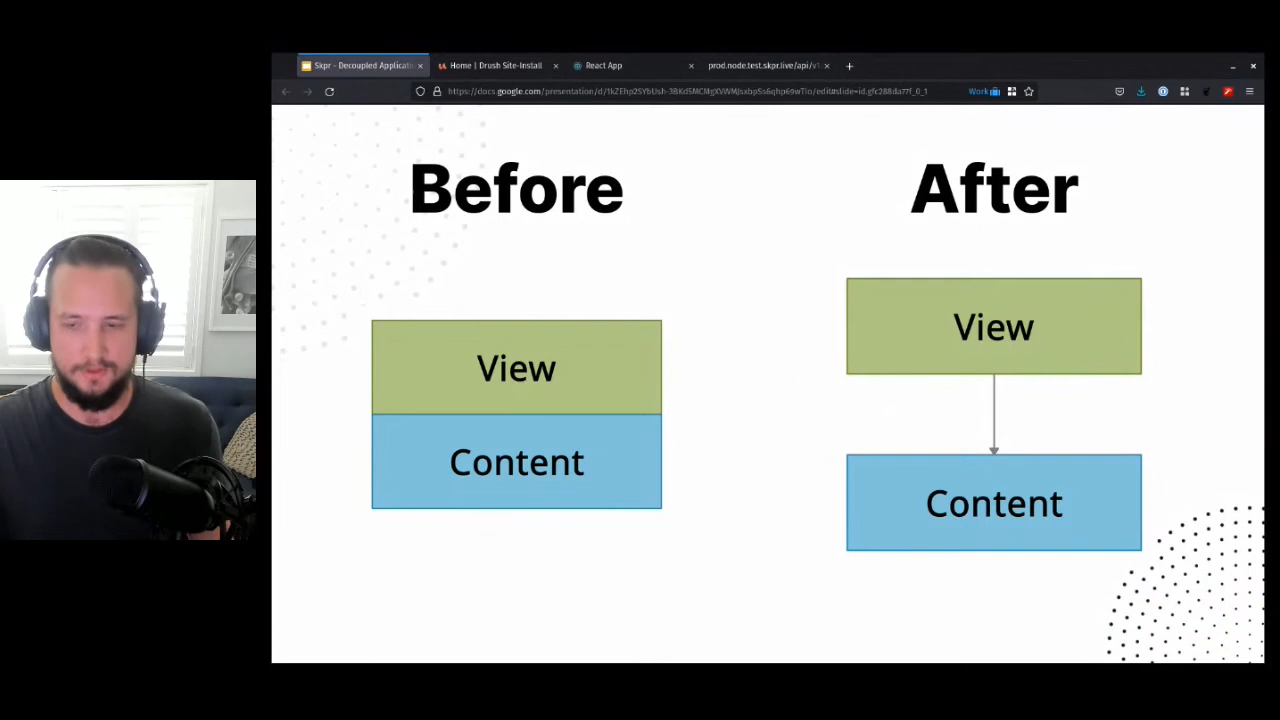 Skpr - Decoupled Applicati
Home | Drush Site-Install
React App
prod.node.test.skpr.live/api/v1
Work
Before
After
View
Content
View
Content